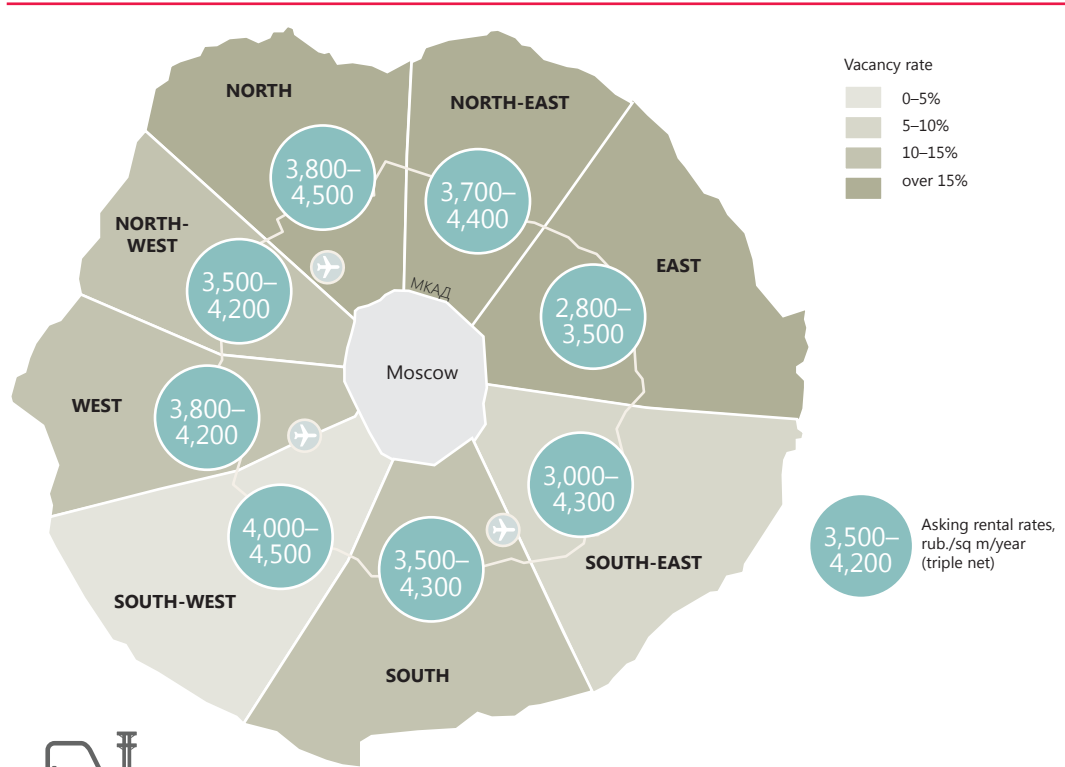 Vacancy rate
0–5%
5–10%
10–15%
over 15%
NORTH
3,800–
4,500
NORTH-EAST
3,700–
4,400
NORTH-
WEST
3,500–
4,200
EAST
2,800–
3,500
МКАД
Moscow
WEST
3,800–
4,200
3,000–
4,300
SOUTH-EAST
4,000–
4,500
SOUTH-WEST
3,500–
4,300
SOUTH
3,500–
4,200
Asking rental rates,
rub./sq m/year
(triple net)